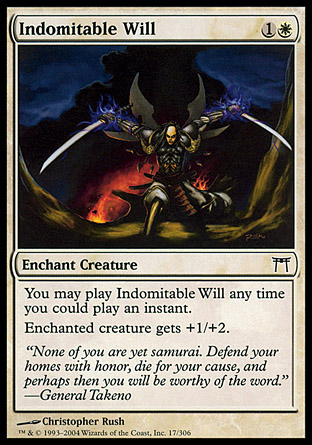 Indomitable Will 1
Enchant Creature
You may play Indomitable Will any time
you could play an instant.
Enchanted creature gets +1/+2.
"None of you are yet samurai. Defend your
homes with honor, die for your cause, and
perhaps then you will be worthy of the word."
—General Takeno
Christopher Rush
™ & © 1993–2004 Wizards of the Coast, Inc. 17/306